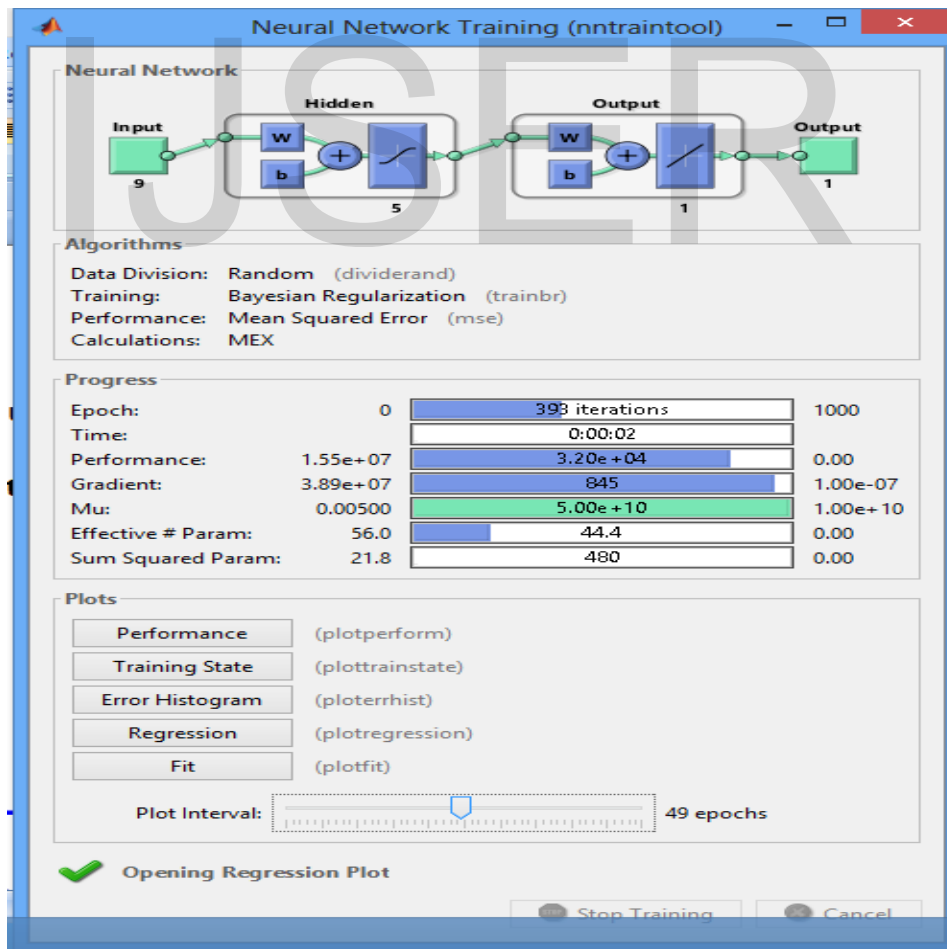 Neural Network Training (nntraintool)
IJSER
Neural Network
Hidden
Output
Input
Output
W
W
b
b
9
5
1
1
Algorithms
Data Division: Random (dividerand)
Training: Bayesian Regularization (trainbr)
Performance: Mean Squared Error (mse)
Calculations: MEX
Progress
Epoch: 0 393 iterations 1000
Time: 0:00:02
Performance: 1.55e+07 3.20e+04 0.00
Gradient: 3.89e+07 845 1.00e-07
Mu: 0.00500 5.00e+10 1.00e+10
Effective # Param: 56.0 44.4 0.00
Sum Squared Param: 21.8 480 0.00
Plots
Performance (plotperform)
Training State (plottrainstate)
Error Histogram (ploterrhist)
Regression (plotregression)
Fit (plotfit)
Plot Interval: 49 epochs
Opening Regression Plot
Stop Training Cancel